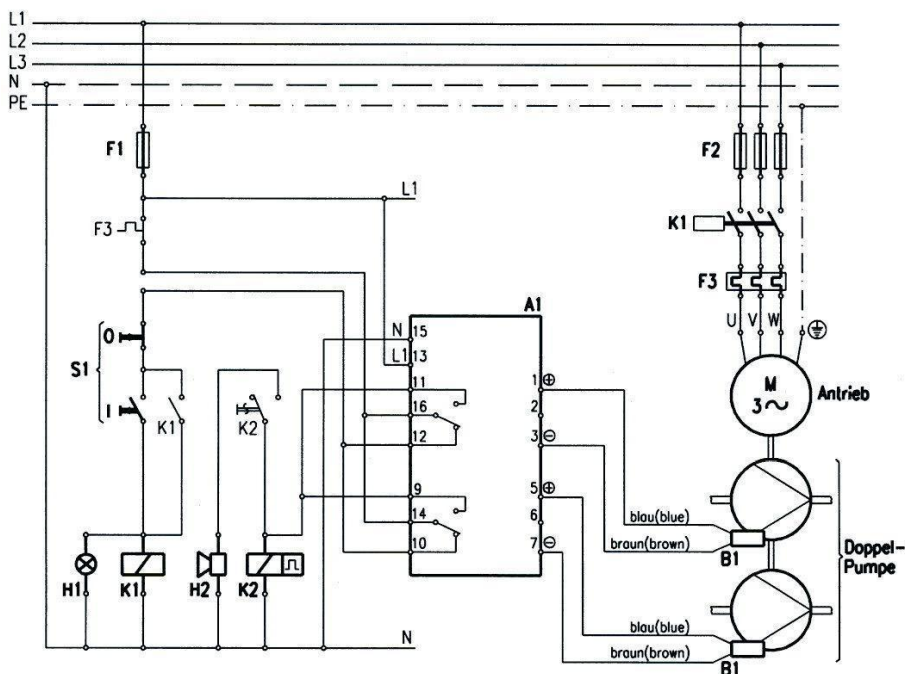 L1
L2
L3
N
PE
F1
F2
L1
F3
K1
F3
A1
U V W
O
N 15
L1 13
S1
11
1 ⊕
M
3 ~
Antrieb
I
K1
K2
16
2
12
3 ⊖
9
5 ⊕
14
6
blau(blue)
10
7 ⊖
braun(brown)
B1
Doppel-
Pumpe
H1
K1
H2
K2
blau(blue)
N
braun(brown)
B1